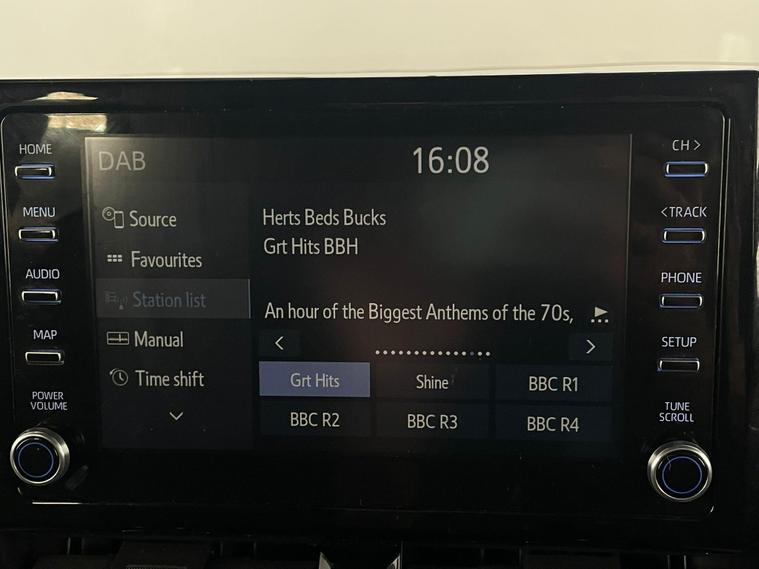 HOME
MENU
AUDIO
MAP
POWER
VOLUME
DAB
16:08
Source
Favourites
Station list
Manual
Time shift
Herts Beds Bucks
Grt Hits BBH
An hour of the Biggest Anthems of the 70s,
Grt Hits
Shine
BBC R1
BBC R2
BBC R3
BBC R4
CH >
<TRACK
PHONE
SETUP
TUNE
SCROLL